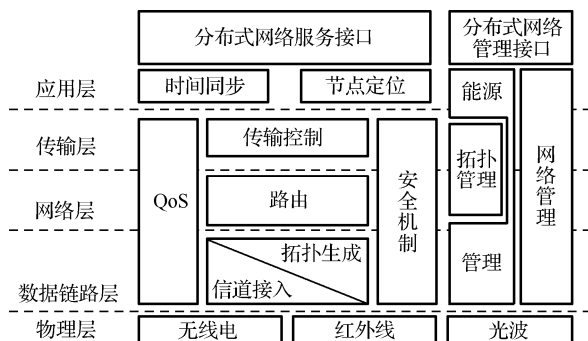 分布式网络服务接口
分布式网络
管理接口
应用层
时间同步
节点定位
能源
传输层
传输控制
拓扑
管理
网络层
QoS
路由
安全机制
网络管理
拓扑生成
数据链路层
信道接入
管理
物理层
无线电
红外线
光波